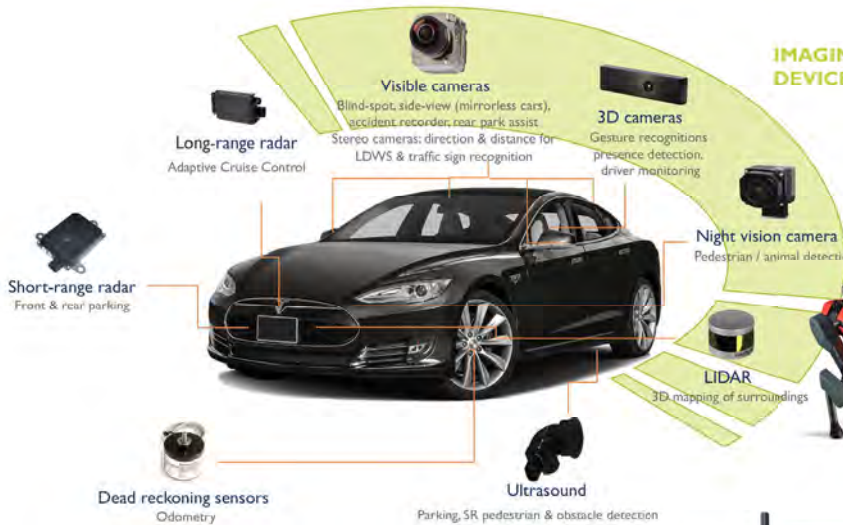 IMAGIN
DEVICE
Visible cameras
Blind-spot, side-view (mirrorless cars),
accident recorder, rear park assist
Stereo cameras: direction & distance for
LDWS & traffic sign recognition
3D cameras
Gesture recognitions
presence detection,
driver monitoring
Long-range radar
Adaptive Cruise Control
Night vision camera
Pedestrian / animal detectio
Short-range radar
Front & rear parking
LIDAR
3D mapping of surroundings
Dead reckoning sensors
Odometry
Ultrasound
Parking, SR pedestrian & obstacle detection